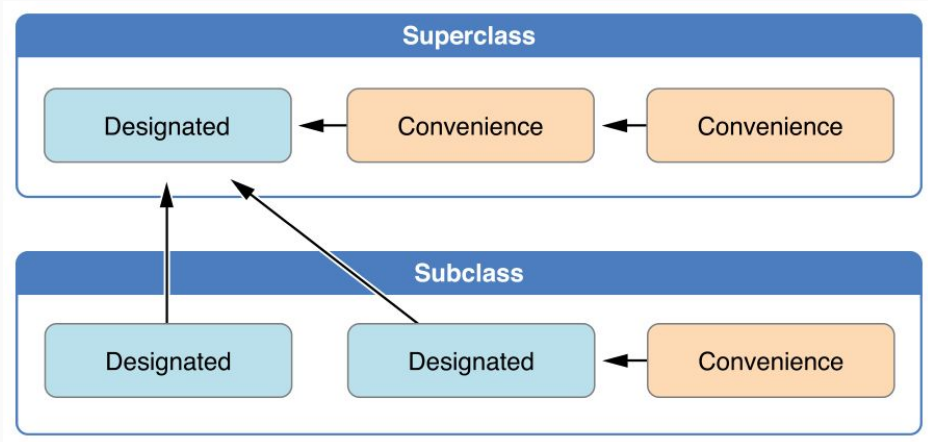 Superclass
Designated
Convenience
Convenience
Subclass
Designated
Designated
Convenience